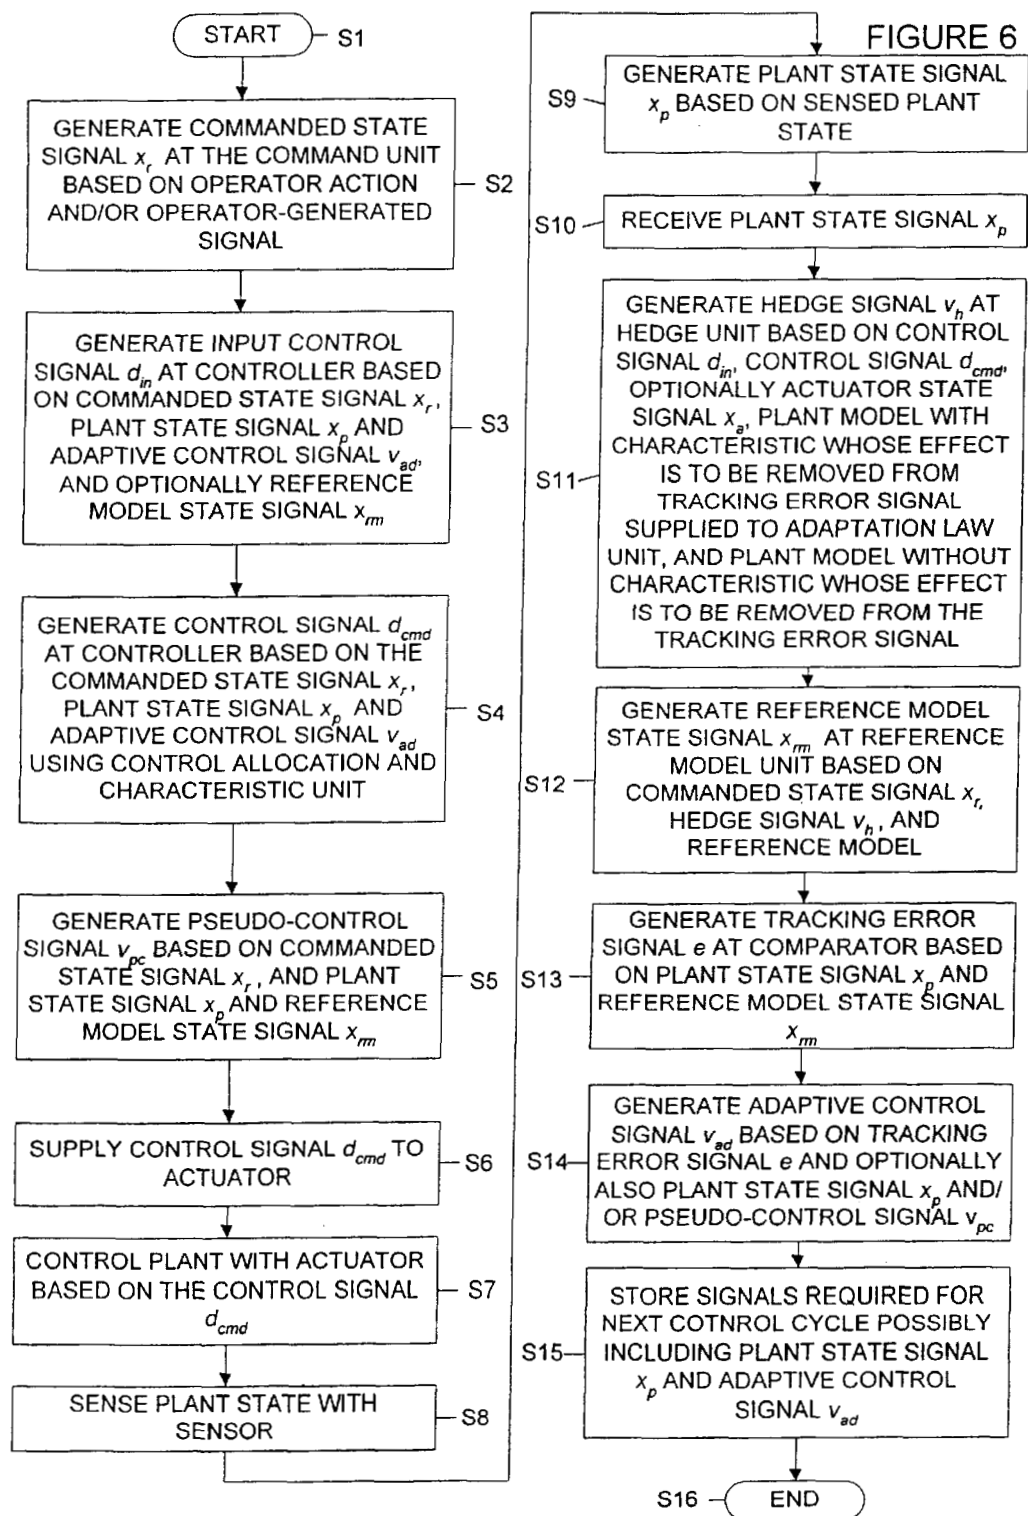 FIGURE 6
START
S1
GENERATE COMMANDED STATE
SIGNAL x_r AT THE COMMAND UNIT
BASED ON OPERATOR ACTION
AND/OR OPERATOR-GENERATED
SIGNAL
S2
GENERATE INPUT CONTROL
SIGNAL d_in AT CONTROLLER BASED
ON COMMANDED STATE SIGNAL x_r,
PLANT STATE SIGNAL x_p AND
ADAPTIVE CONTROL SIGNAL v_ad,
AND OPTIONALLY REFERENCE
MODEL STATE SIGNAL x_rm
S3
GENERATE CONTROL SIGNAL d_cmd
AT CONTROLLER BASED ON THE
COMMANDED STATE SIGNAL x_r,
PLANT STATE SIGNAL x_p AND
ADAPTIVE CONTROL SIGNAL v_ad
USING CONTROL ALLOCATION AND
CHARACTERISTIC UNIT
S4
GENERATE PSEUDO-CONTROL
SIGNAL v_pc BASED ON COMMANDED
STATE SIGNAL x_r, AND PLANT
STATE SIGNAL x_p AND REFERENCE
MODEL STATE SIGNAL x_rm
S5
SUPPLY CONTROL SIGNAL d_cmd TO
ACTUATOR
S6
CONTROL PLANT WITH ACTUATOR
BASED ON THE CONTROL SIGNAL
d_cmd
S7
SENSE PLANT STATE WITH
SENSOR
S8
GENERATE PLANT STATE SIGNAL
x_p BASED ON SENSED PLANT
STATE
S9
RECEIVE PLANT STATE SIGNAL x_p
S10
GENERATE HEDGE SIGNAL v_h AT
HEDGE UNIT BASED ON CONTROL
SIGNAL d_in, CONTROL SIGNAL d_cmd,
OPTIONALLY ACTUATOR STATE
SIGNAL x_a, PLANT MODEL WITH
CHARACTERISTIC WHOSE EFFECT
IS TO BE REMOVED FROM
TRACKING ERROR SIGNAL
SUPPLIED TO ADAPTATION LAW
UNIT, AND PLANT MODEL WITHOUT
CHARACTERISTIC WHOSE EFFECT
IS TO BE REMOVED FROM THE
TRACKING ERROR SIGNAL
S11
GENERATE REFERENCE MODEL
STATE SIGNAL x_rm AT REFERENCE
MODEL UNIT BASED ON
COMMANDED STATE SIGNAL x_r,
HEDGE SIGNAL v_h, AND
REFERENCE MODEL
S12
GENERATE TRACKING ERROR
SIGNAL e AT COMPARATOR BASED
ON PLANT STATE SIGNAL x_p AND
REFERENCE MODEL STATE SIGNAL
x_rm
S13
GENERATE ADAPTIVE CONTROL
SIGNAL v_ad BASED ON TRACKING
ERROR SIGNAL e AND OPTIONALLY
ALSO PLANT STATE SIGNAL x_p AND/
OR PSEUDO-CONTROL SIGNAL v_pc
S14
STORE SIGNALS REQUIRED FOR
NEXT COTNROL CYCLE POSSIBLY
INCLUDING PLANT STATE SIGNAL
x_p AND ADAPTIVE CONTROL
SIGNAL v_ad
S15
END
S16